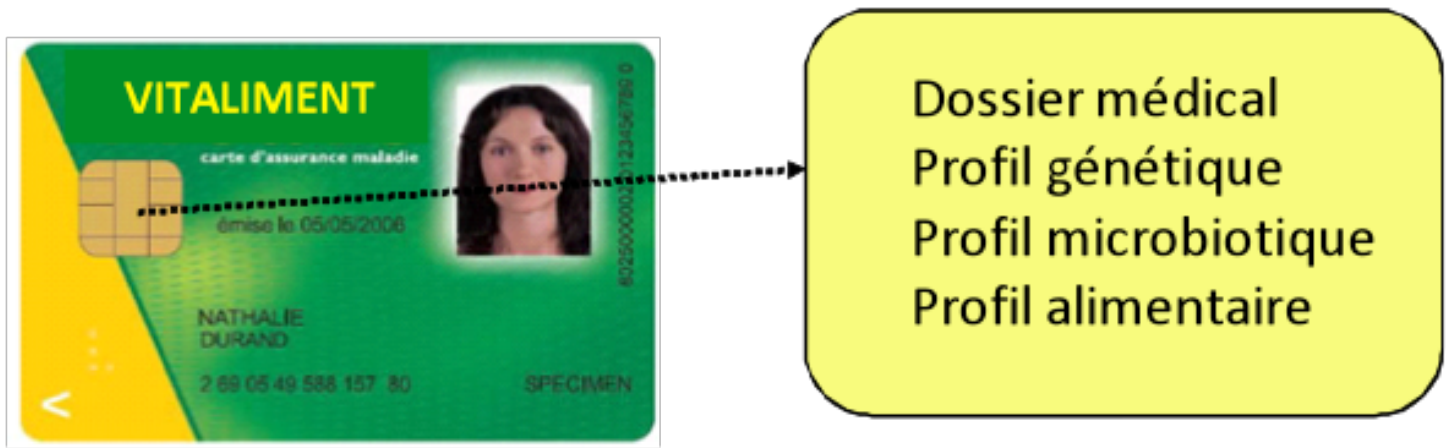 VITALIMENT
carte d'assurance maladie
émise le 05/05/2006
NATHALIE
DURAND
2 69 05 49 588 157 80
SPECIMEN
Dossier médical
Profil génétique
Profil microbiotique
Profil alimentaire